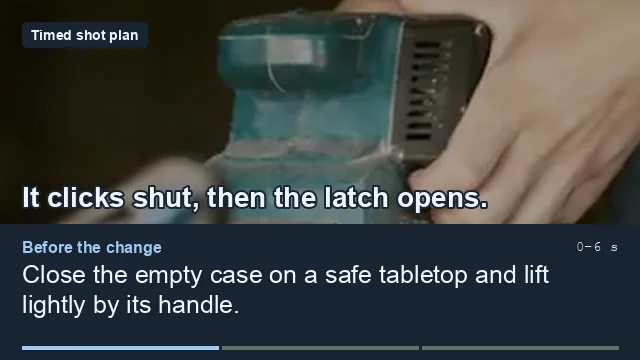 Timed shot plan
It clicks shut, then the latch opens.
Before the change
0–6 s
Close the empty case on a safe tabletop and lift
lightly by its handle.